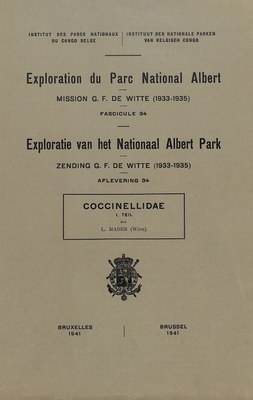 INSTITUT DES PARCS NATIONAUX
DU CONGO BELGE
INSTITUUT DER NATIONALE PARKEN
VAN BELGISCH CONGO
Exploration du Parc National Albert
MISSION G. F. DE WITTE (1933-1935)
FASCICULE 34
Exploratie van het Nationaal Albert Park
ZENDING G. F. DE WITTE (1933-1935)
AFLEVERING 34
COCCINELLIDAE
I. TEIL
VON
L. MADER (Wien).
BRUXELLES
1941
BRUSSEL
1941